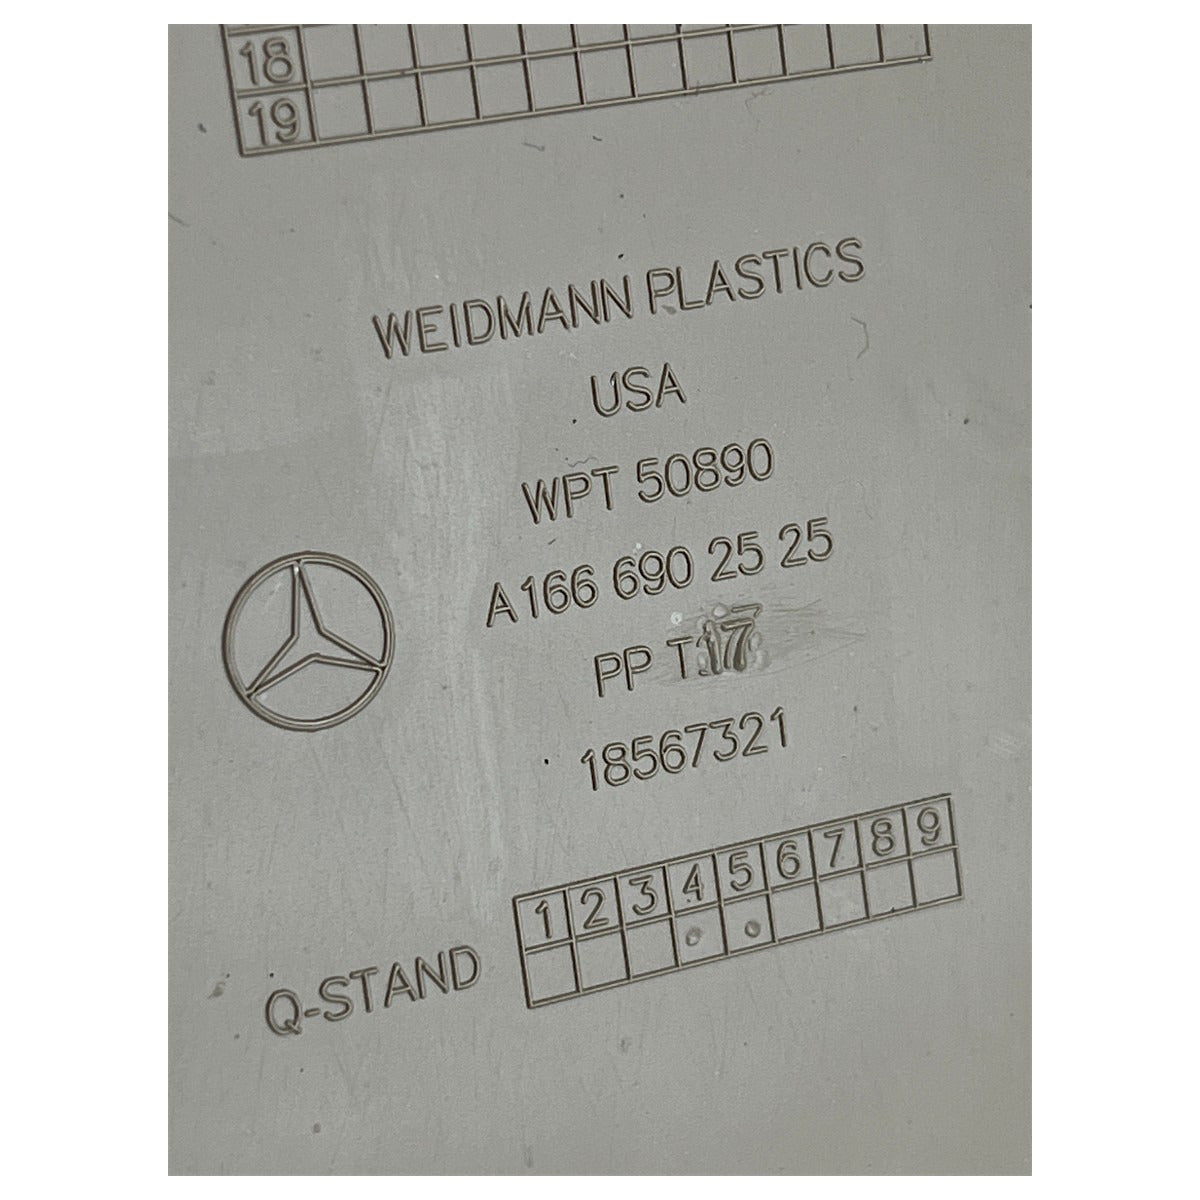 18
19
WEIDMANN PLASTICS
USA
WPT 50890
A 166 690 25 25
PP T17
18567321
1 2 3 4 5 6 7 8 9
Q-STAND